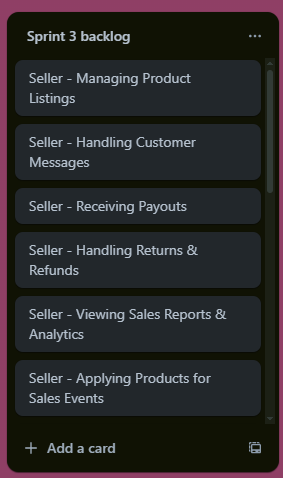 Sprint 3 backlog
Seller - Managing Product
Listings
Seller - Handling Customer
Messages
Seller - Receiving Payouts
Seller - Handling Returns &
Refunds
Seller - Viewing Sales Reports &
Analytics
Seller - Applying Products for
Sales Events
Add a card